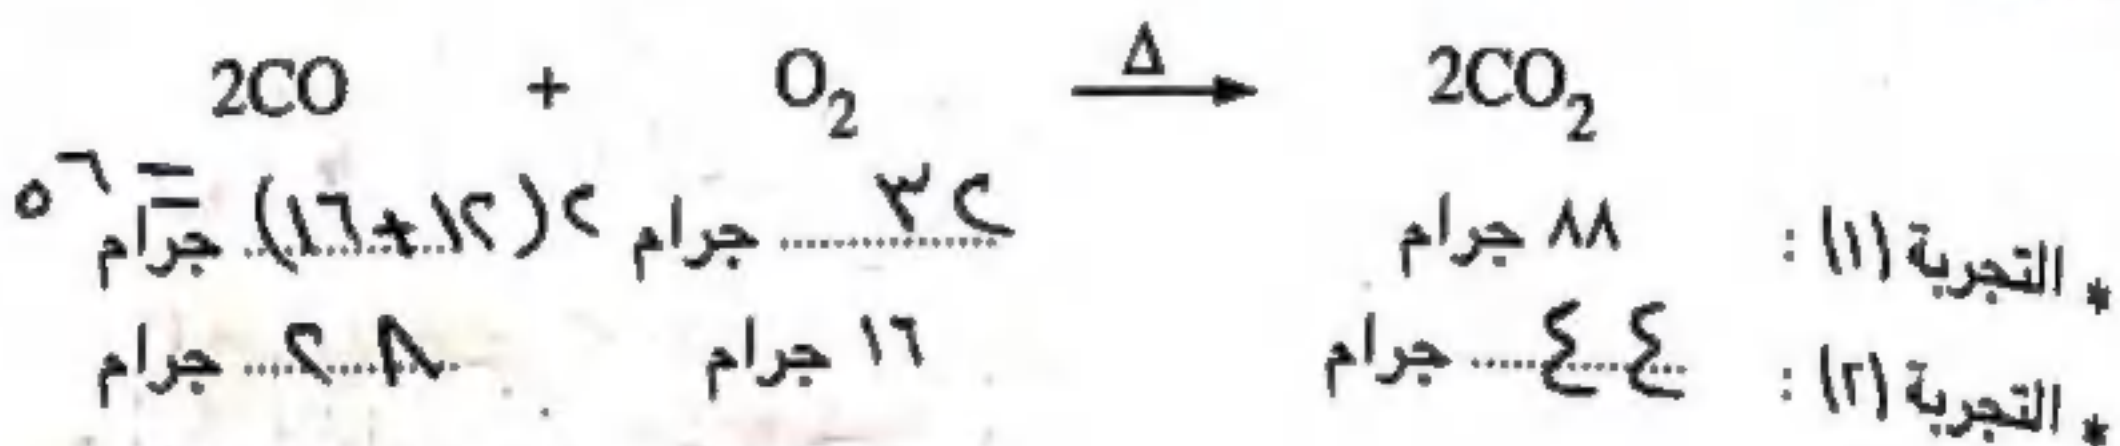 2CO + O₂ —Δ→ 2CO₂
* التجربة (١) : ٨٨ جرام ٣٢ جرام ٢(١٢+١٦) جرام = ٥٦
* التجربة (٢) : ٤٤ جرام ١٦ جرام ٢٨ جرام